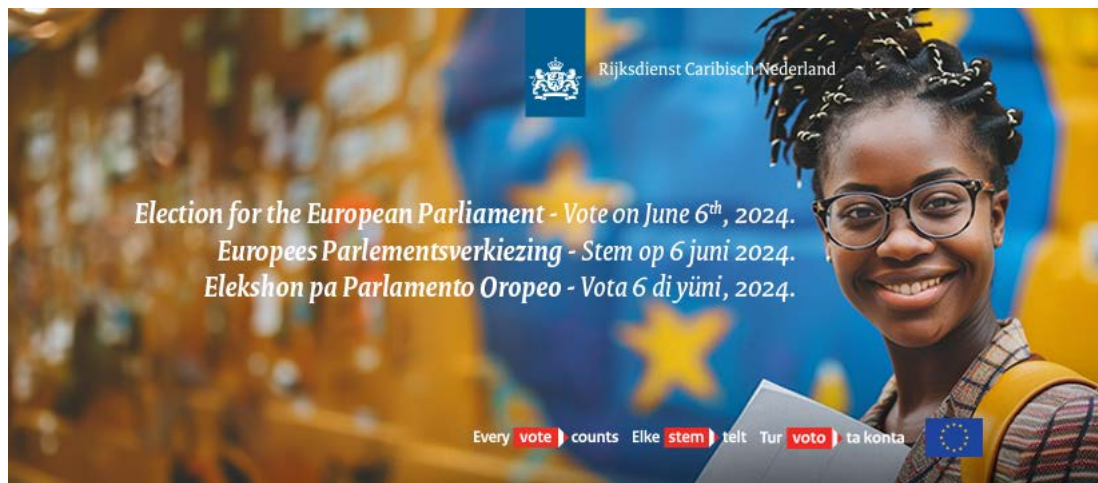 Rijksdienst Caribisch Nederland
Election for the European Parliament - Vote on June 6th, 2024.
Europees Parlementsverkiezing - Stem op 6 juni 2024.
Elekshon pa Parlamento Oropeo - Vota 6 di yüni, 2024.
Every vote counts Elke stem telt Tur voto ta konta